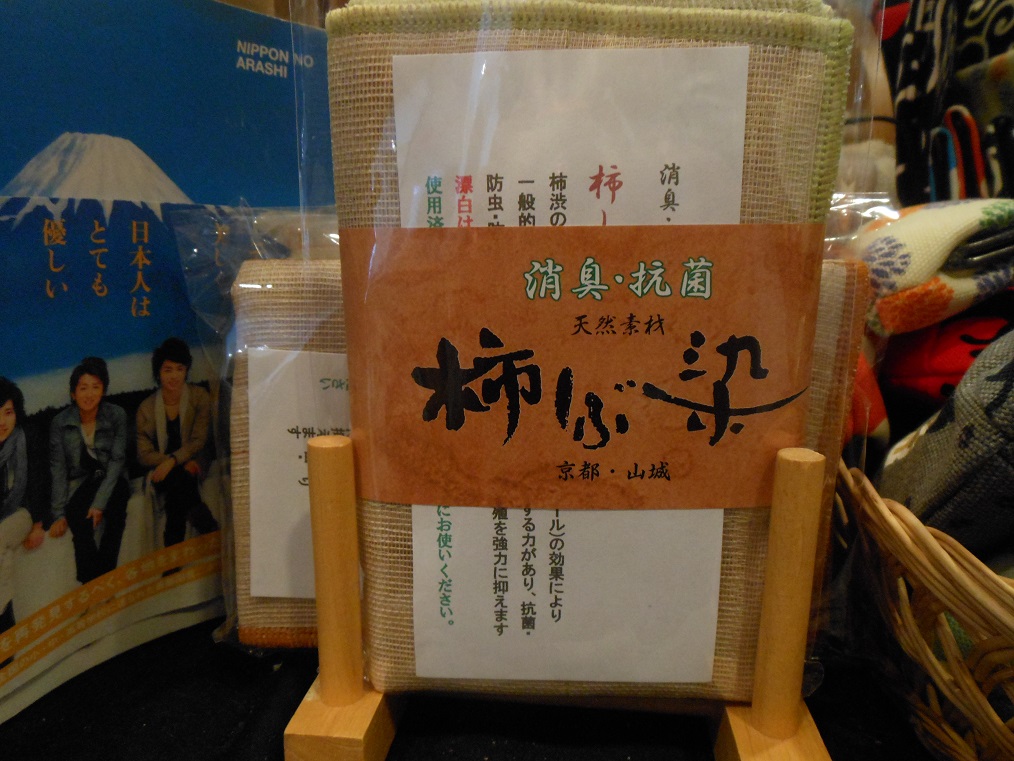 NIPPON NO
ARASHI
日本人は
とても
優しい
消臭・
柿し
柿渋の
一般的
防虫・防
漂白は
使用済
消臭・抗菌
天然素材
柿しぶ染
京都・山城
ール)の効果により
する力があり、抗菌・
殖を強力に抑えます
にお使いください。